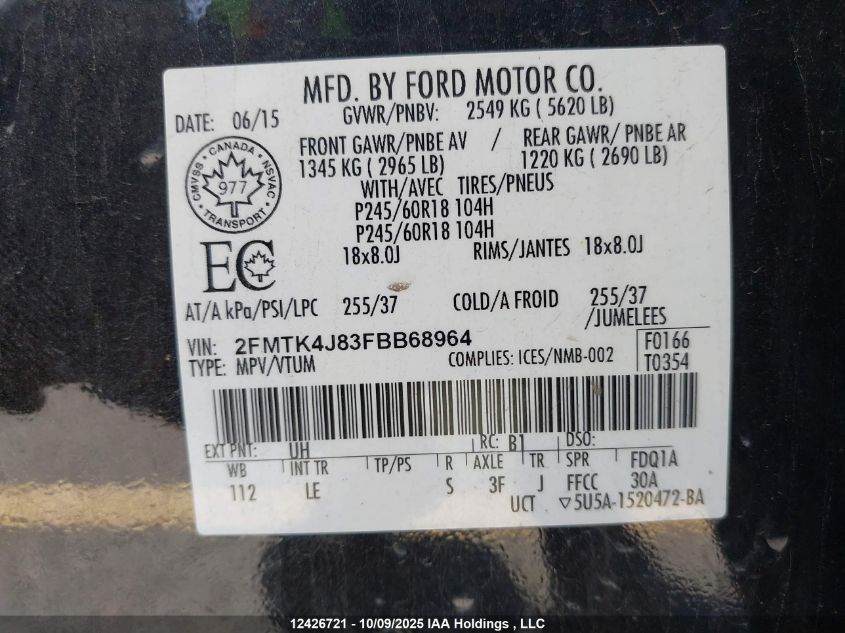 MFD. BY FORD MOTOR CO.
DATE: 06/15
GVWR/PNBV: 2549 KG ( 5620 LB)
FRONT GAWR/PNBE AV / REAR GAWR/ PNBE AR
1345 KG ( 2965 LB) 1220 KG ( 2690 LB)
WITH/AVEC TIRES/PNEUS
P245/60R18 104H
P245/60R18 104H
18x8.0J RIMS/JANTES 18x8.0J
CANADA
CMVSS NSVAC
977
TRANSPORT
EC
AT/A kPa/PSI/LPC 255/37 COLD/A FROID 255/37
/JUMELEES
VIN: 2FMTK4J83FBB68964
TYPE: MPV/VTUM COMPLIES: ICES/NMB-002
F0166
T0354
EXT PNT: UH RC: B1 DSO:
WB INT TR TP/PS R AXLE TR SPR FDQ1A
112 LE S 3F J FFCC 30A
UCT ▽5U5A-1520472-BA
12426721 - 10/09/2025 IAA Holdings , LLC